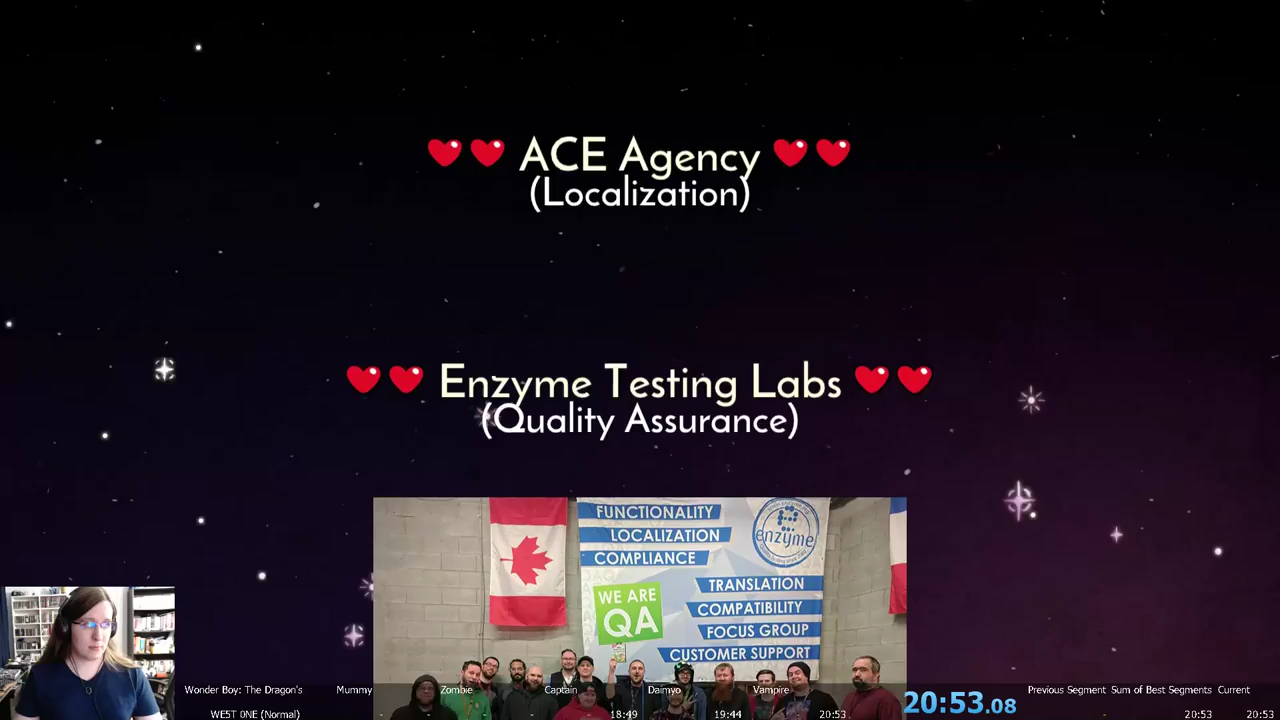 ACE Agency
(Localization)
Enzyme Testing Labs
(Quality Assurance)
FUNCTIONALITY
LOCALIZATION
COMPLIANCE
enzyme
TRANSLATION
COMPATIBILITY
FOCUS GROUP
CUSTOMER SUPPORT
WE ARE
QA
Wonder Boy: The Dragon's Mummy Zombie Captain Daimyo Vampire 20:53.08 Previous Segment Sum of Best Segments Current
WE5T 0NE (Normal) - - 18:49 19:44 20:53 - 20:53 20:53